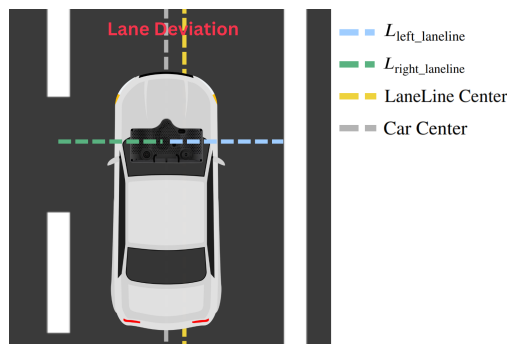 Lane Deviation
L_left_laneline
L_right_laneline
LaneLine Center
Car Center